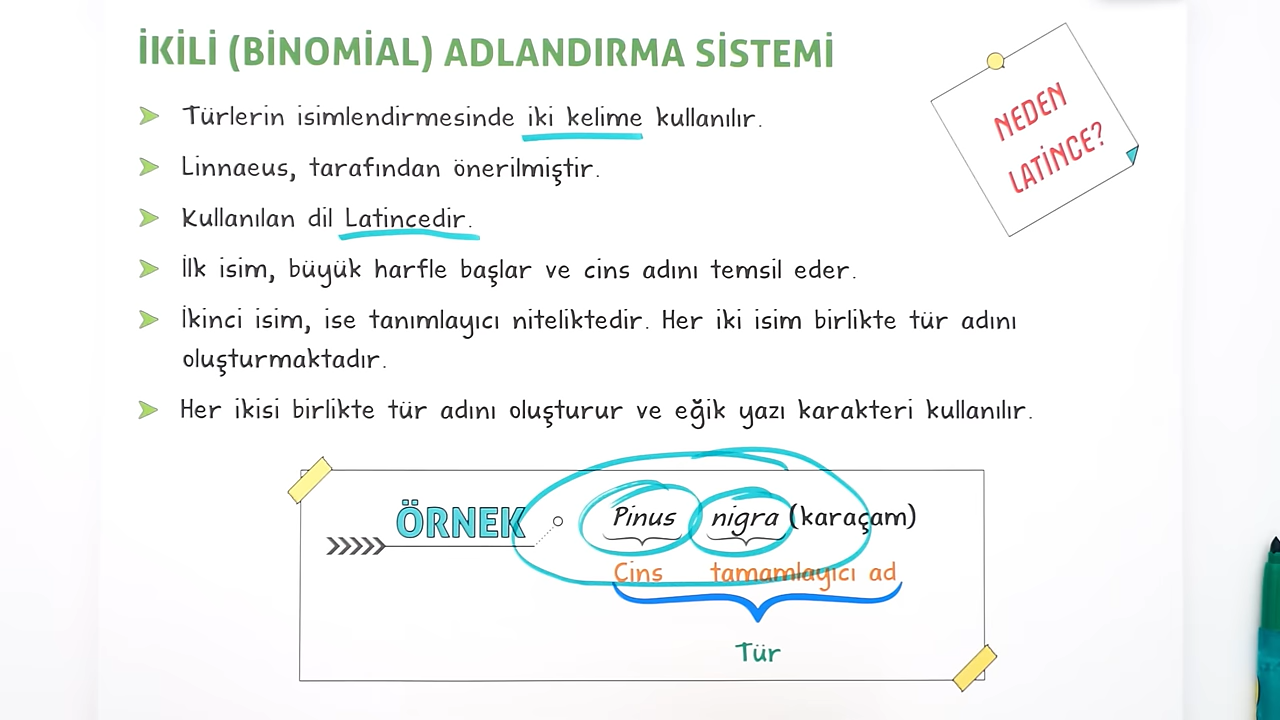 İKİLİ (BİNOMİAL) ADLANDIRMA SİSTEMİ
NEDEN
LATİNCE?
Türlerin isimlendirmesinde iki kelime kullanılır.
Linnaeus, tarafından önerilmiştir.
Kullanılan dil Latincedir.
İlk isim, büyük harfle başlar ve cins adını temsil eder.
İkinci isim, ise tanımlayıcı niteliktedir. Her iki isim birlikte tür adını
oluşturmaktadır.
Her ikisi birlikte tür adını oluşturur ve eğik yazı karakteri kullanılır.
ÖRNEK
Pinus nigra (karaçam)
Cins tamamlayıcı ad
Tür